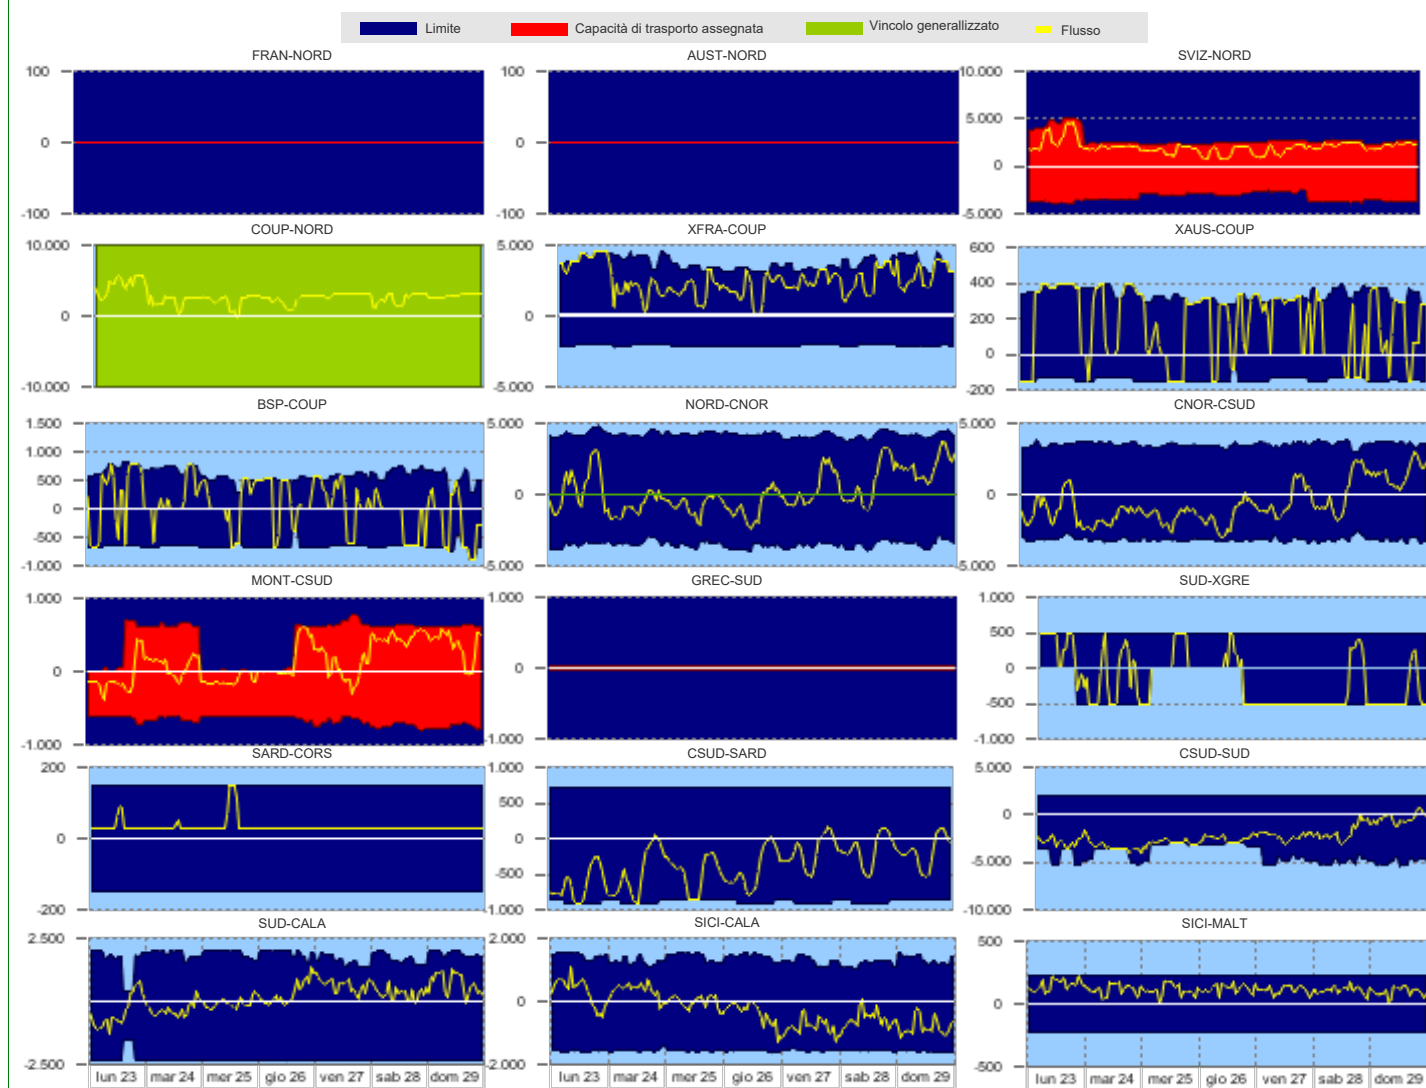 Limite Capacità di trasporto assegnata Vincolo generallizzato Flusso
FRAN-NORD AUST-NORD SVIZ-NORD
100 100 10.000
5.000
0 0 0
-100 -100 -5.000
COUP-NORD XFRA-COUP XAUS-COUP
10.000 5.000 600
400
200
0 0 0
-10.000 -5.000 -200
BSP-COUP NORD-CNOR CNOR-CSUD
1.500 5.000 5.000
1.000
500
0 0 0
-500
-1.000 -5.000 -5.000
MONT-CSUD GREC-SUD SUD-XGRE
1.000 1.000 1.000
500
0 0 0
-500
-1.000 -1.000 -1.000
SARD-CORS CSUD-SARD CSUD-SUD
200 1.000 5.000
500
0 0 0
-500 -5.000
-200 -1.000 -10.000
SUD-CALA SICI-CALA SICI-MALT
2.500 2.000 500
0 0 0
-2.500 -2.000 -500
lun 23 mar 24 mer 25 gio 26 ven 27 sab 28 dom 29
lun 23 mar 24 mer 25 gio 26 ven 27 sab 28 dom 29
lun 23 mar 24 mer 25 gio 26 ven 27 sab 28 dom 29